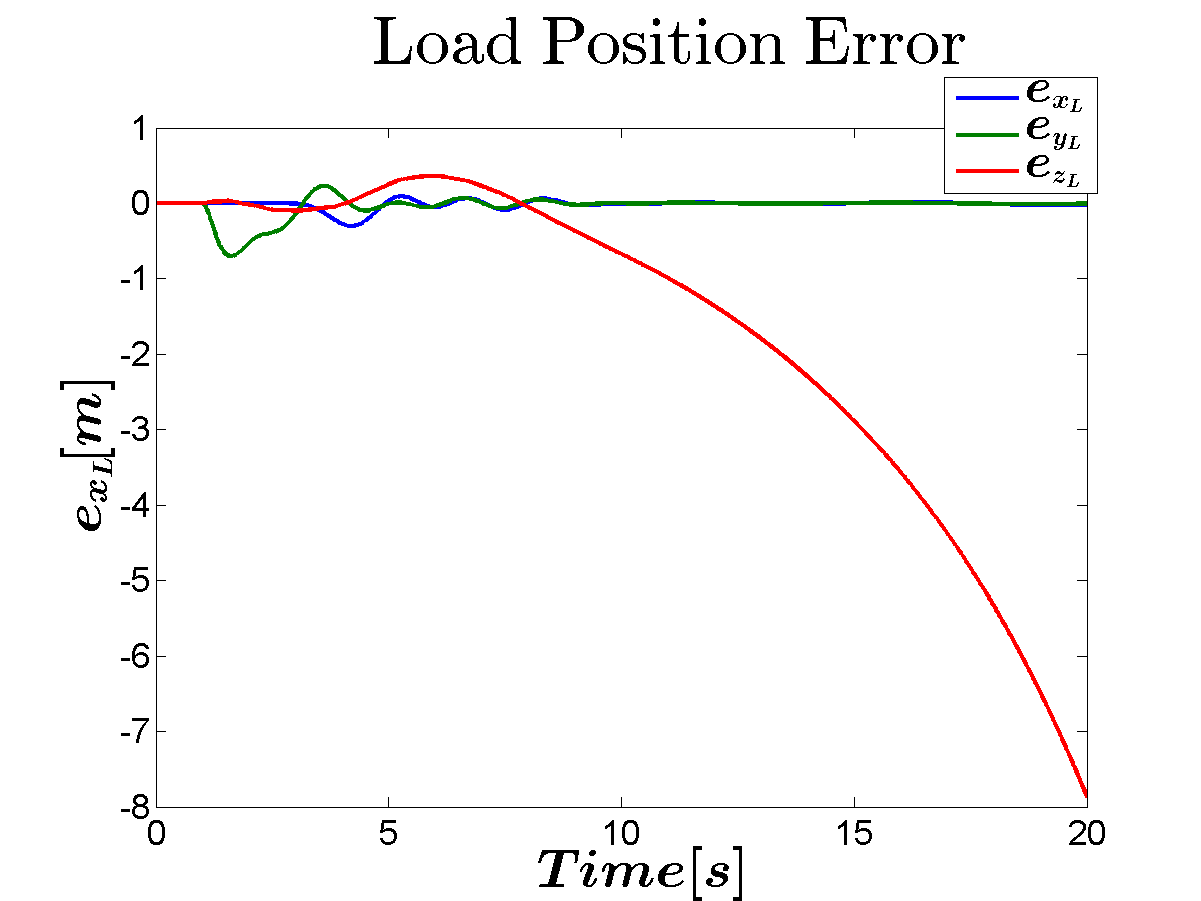 Load Position Error
e_{x_L}
e_{y_L}
e_{z_L}
1
0
-1
-2
-3
-4
-5
-6
-7
-8
e_{x_L}[m]
0 5 10 15 20
Time[s]